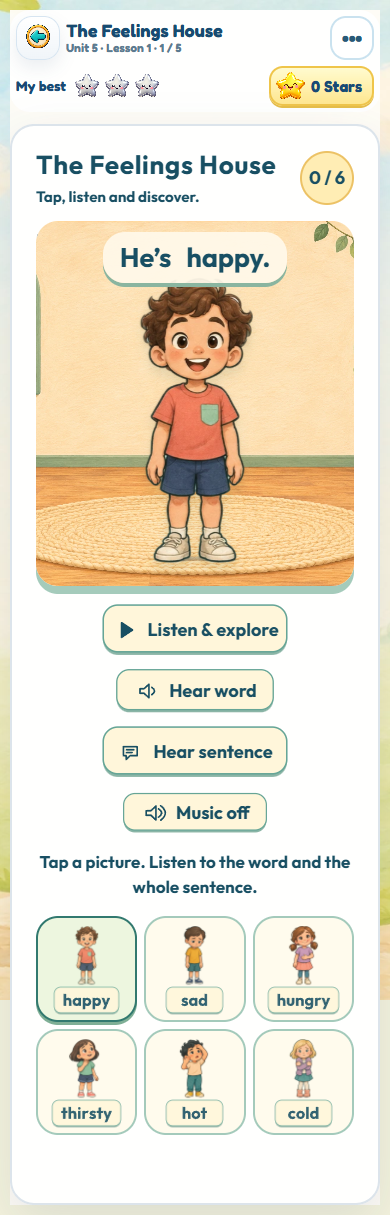 The Feelings House
Unit 5 · Lesson 1 · 1 / 5
My best
0 Stars
The Feelings House
Tap, listen and discover.
0 / 6
He's happy.
Listen & explore
Hear word
Hear sentence
Music off
Tap a picture. Listen to the word and the
whole sentence.
happy
sad
hungry
thirsty
hot
cold